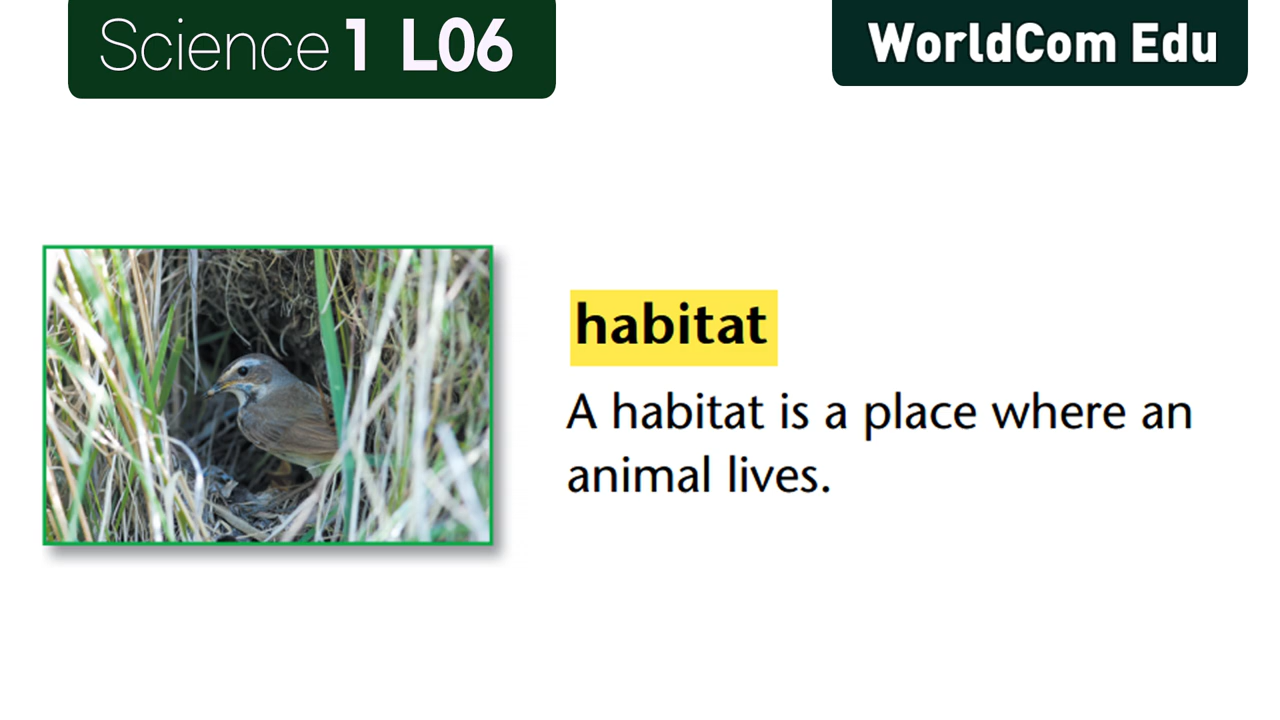 Science 1 L06
WorldCom Edu
habitat
A habitat is a place where an
animal lives.